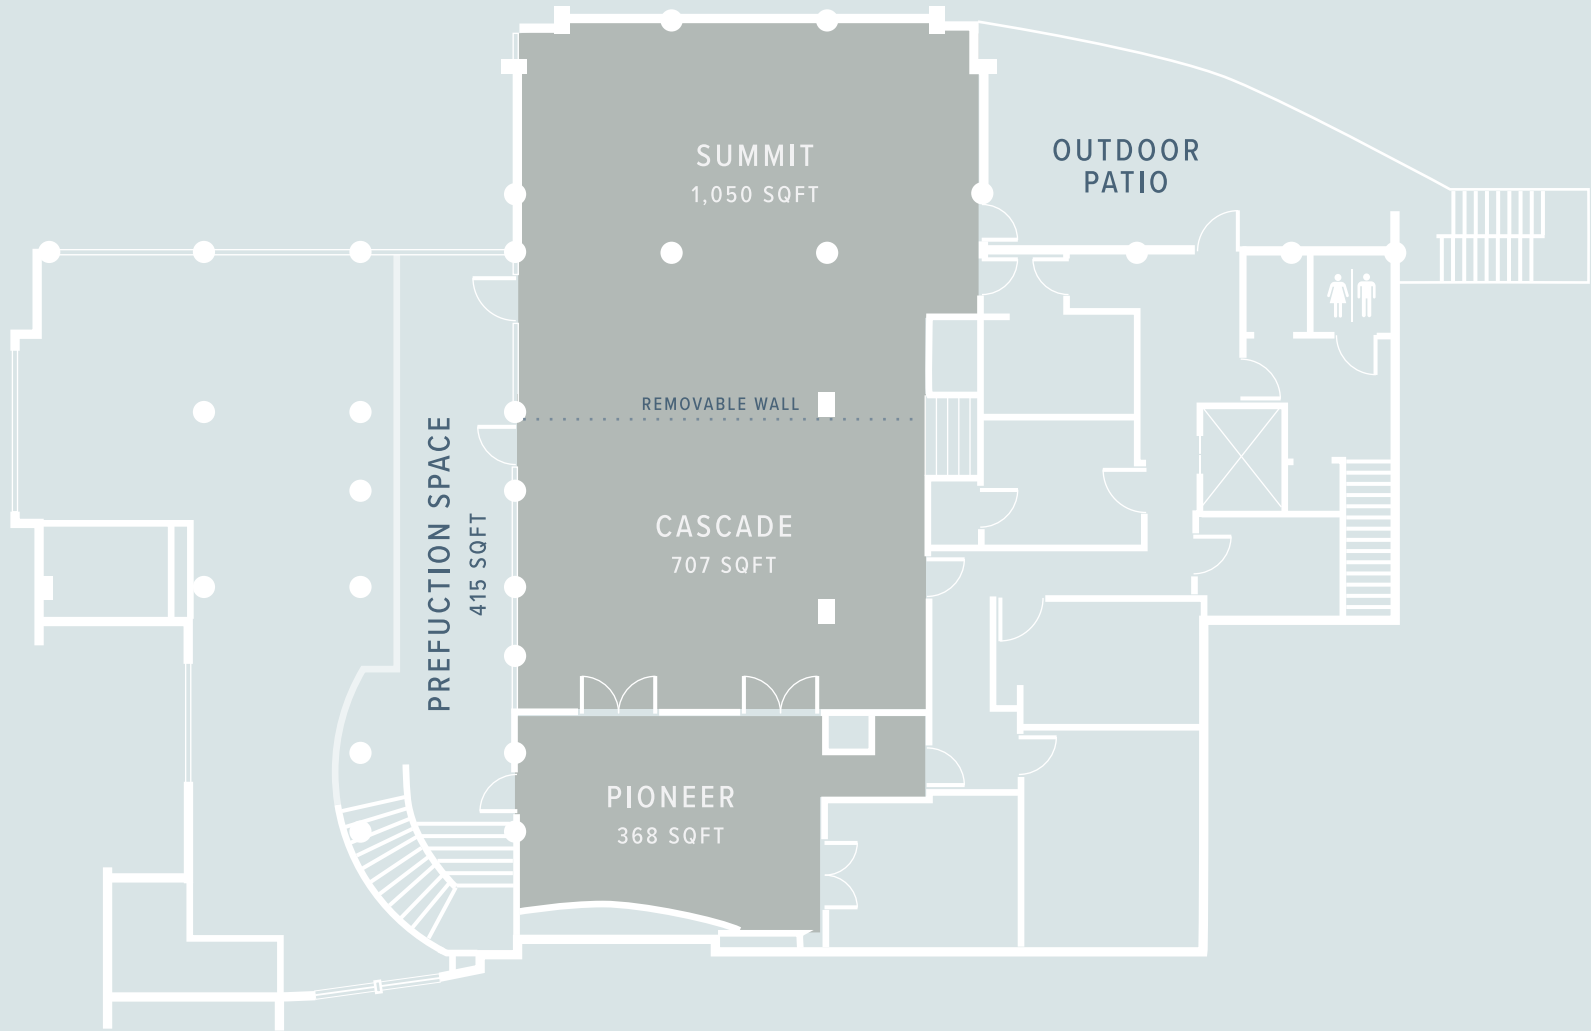 SUMMIT
1,050 SQFT
OUTDOOR
PATIO
REMOVABLE WALL
PREFUCTION SPACE
415 SQFT
CASCADE
707 SQFT
PIONEER
368 SQFT